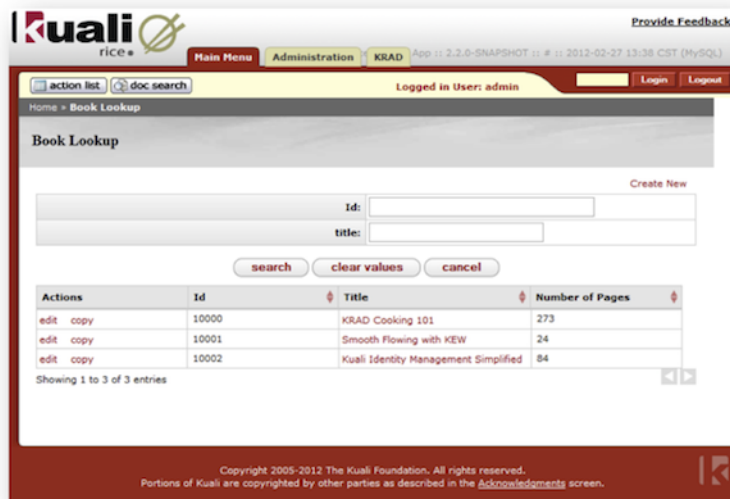 Kuali
rice
Provide Feedback
Main Menu Administration KRAD App :: 2.2.0-SNAPSHOT :: # :: 2012-02-27 13:38 CST (MySQL)
action list doc search Logged in User: admin Login Logout
Home » Book Lookup
Book Lookup
Create New
Id:
title:
search clear values cancel
Actions Id Title Number of Pages
edit copy 10000 KRAD Cooking 101 273
edit copy 10001 Smooth Flowing with KEW 24
edit copy 10002 Kuali Identity Management Simplified 84
Showing 1 to 3 of 3 entries
Copyright 2005-2012 The Kuali Foundation. All rights reserved.
Portions of Kuali are copyrighted by other parties as described in the Acknowledgments screen.